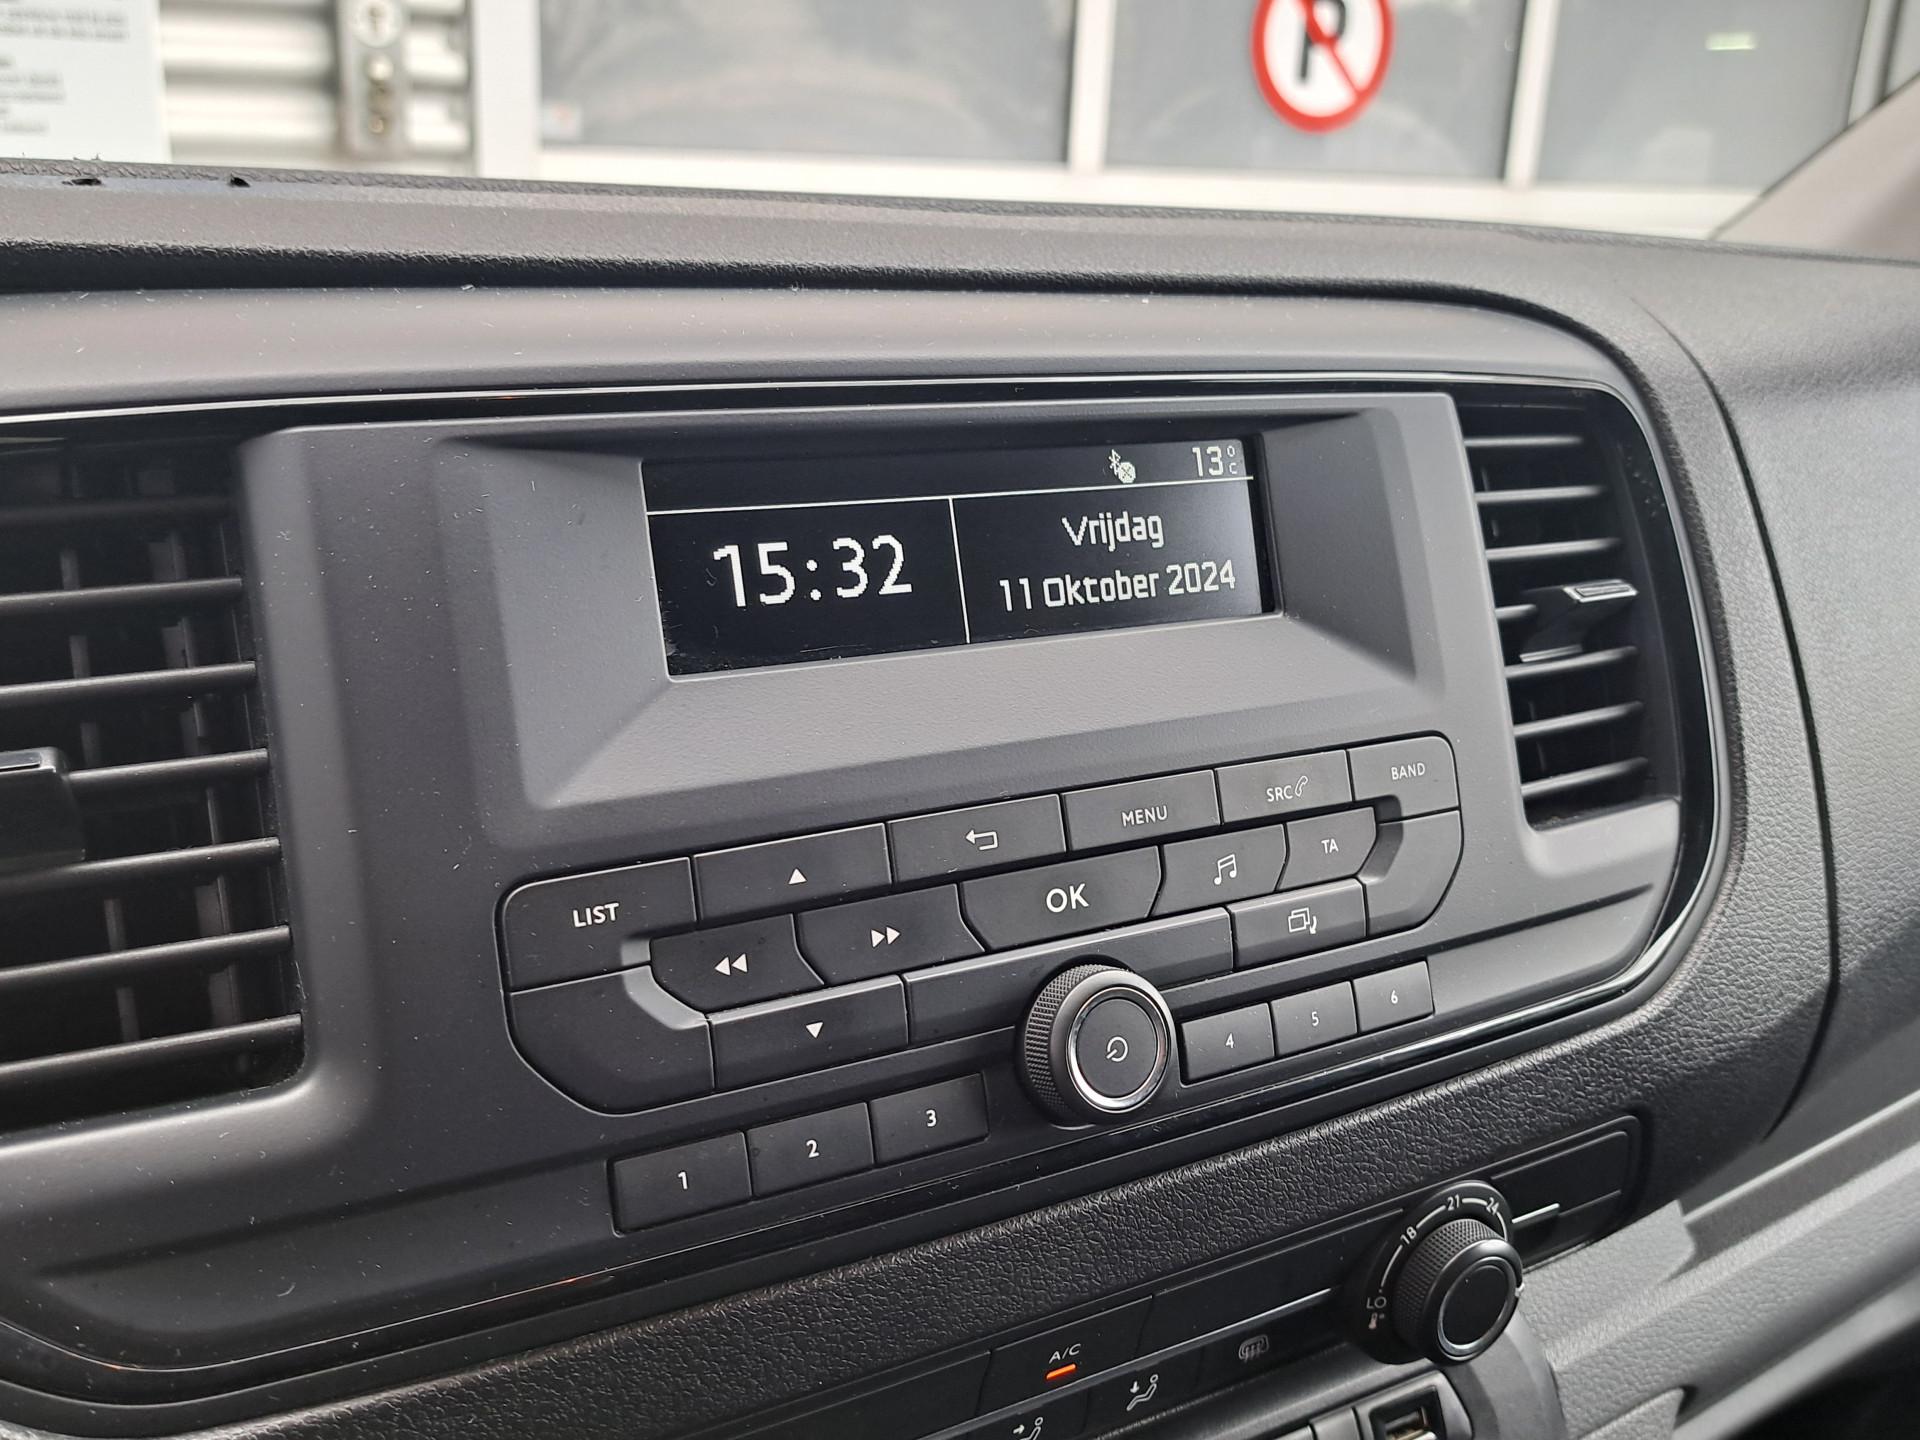 P
13°C
15:32
Vrijdag
11 Oktober 2024
LIST
MENU
SRC
BAND
OK
TA
1
2
3
4
5
6
18
21
24
LO
A/C